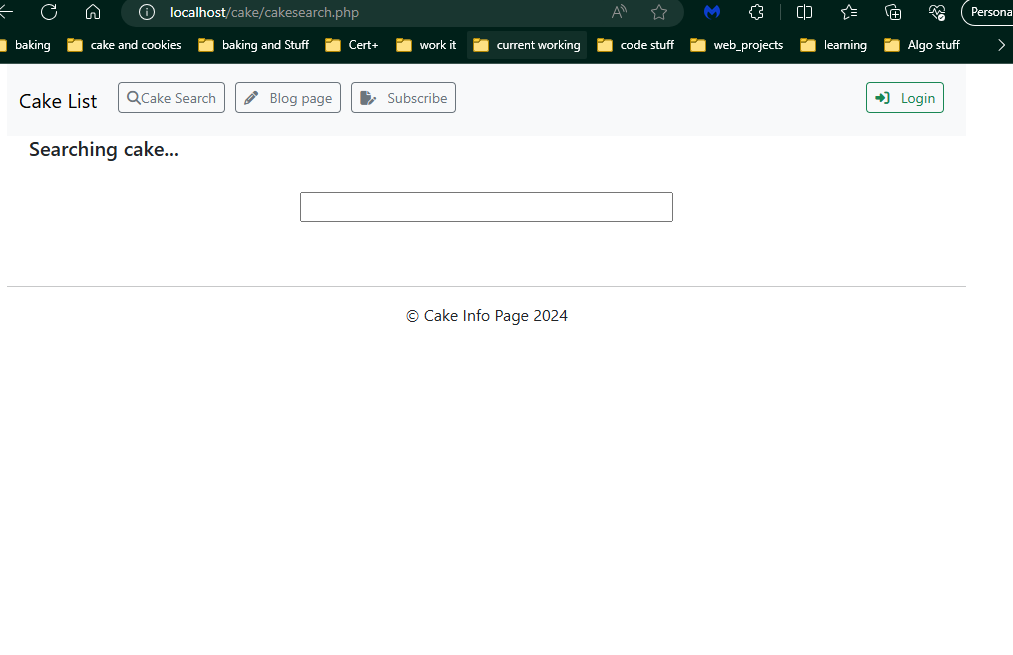 localhost/cake/cakesearch.php
Persona
baking cake and cookies baking and Stuff Cert+ work it current working code stuff web_projects learning Algo stuff
Cake List Cake Search Blog page Subscribe Login
Searching cake...
© Cake Info Page 2024